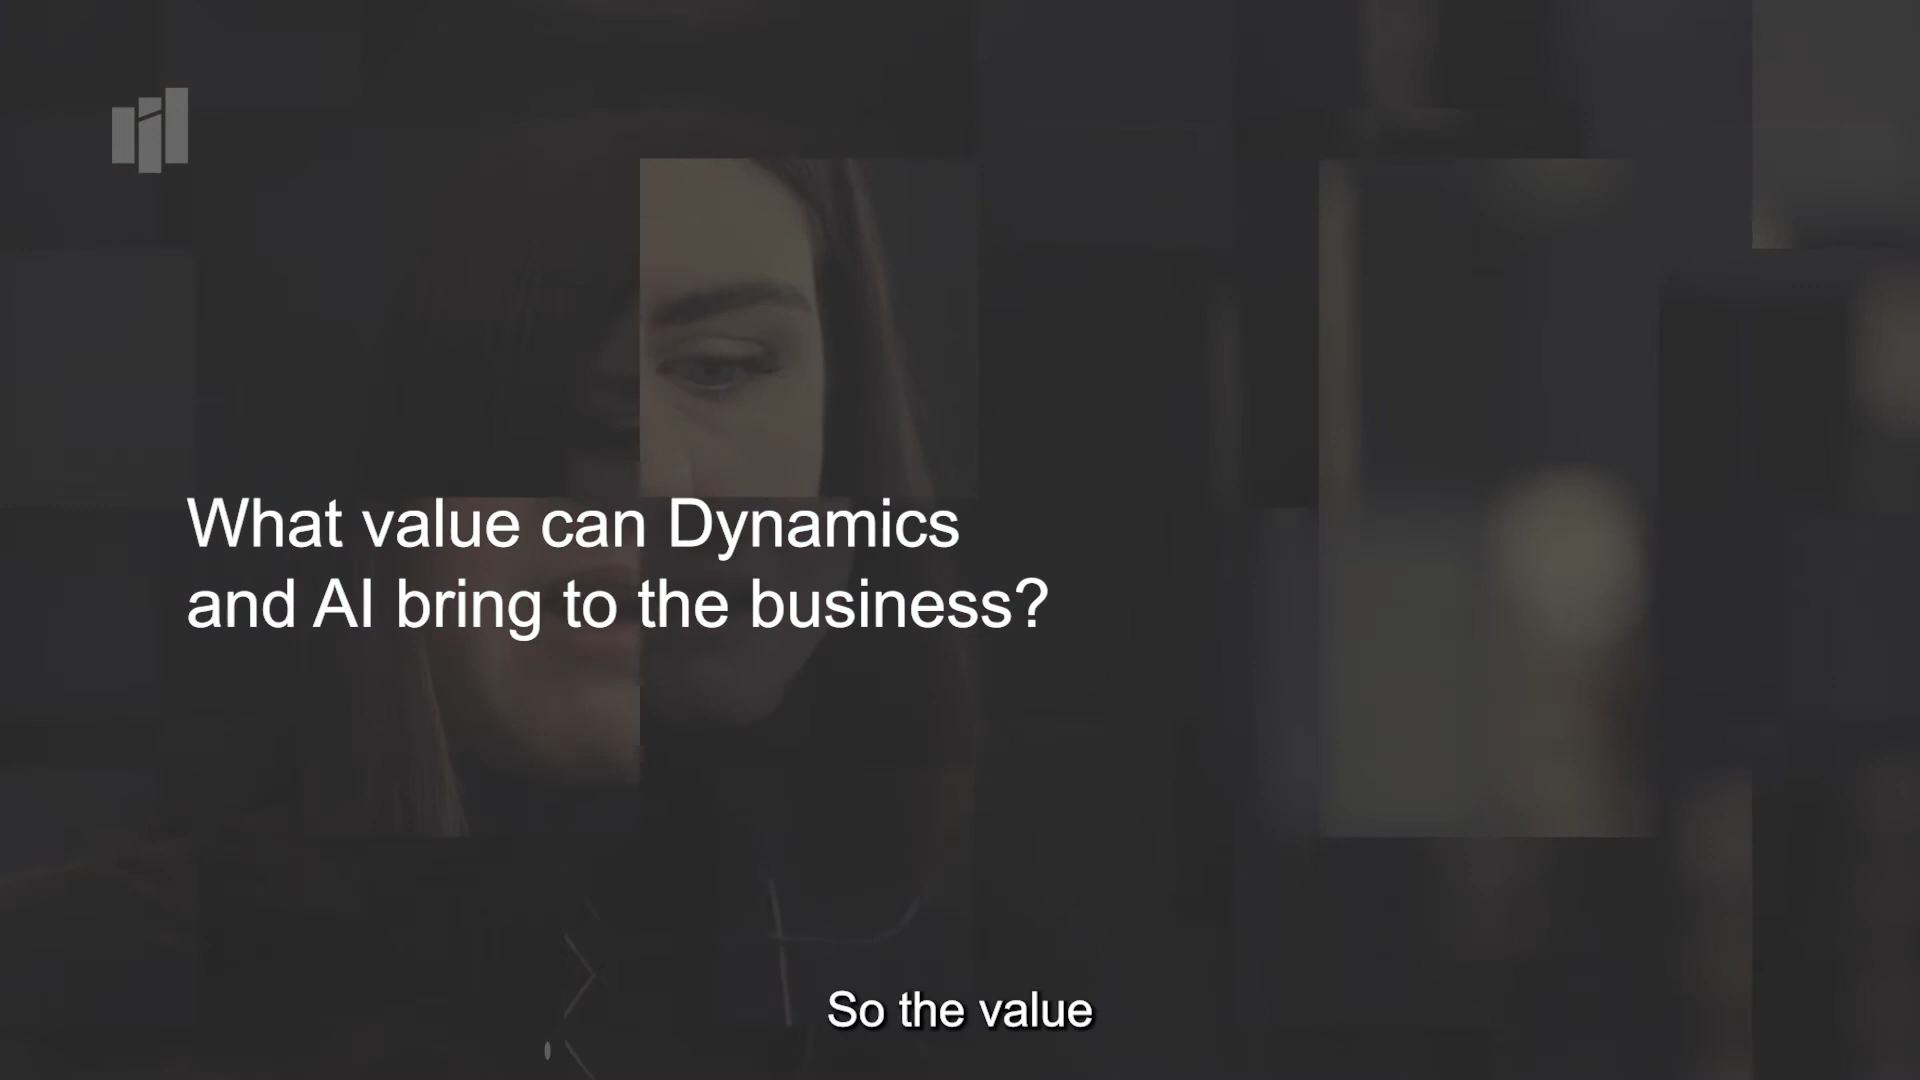 What value can Dynamics
and AI bring to the business?
So the value